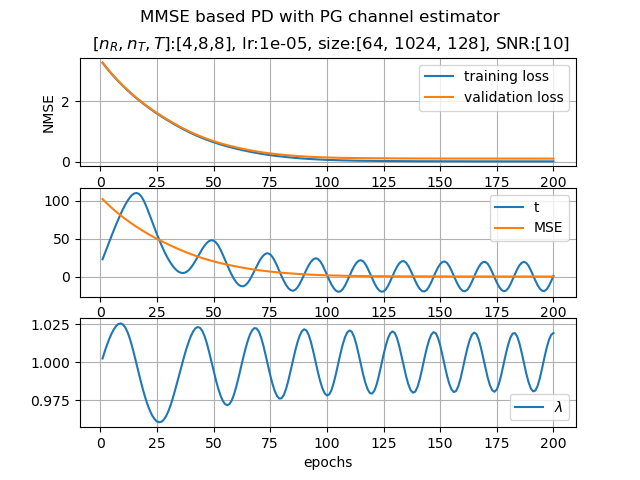 MMSE based PD with PG channel estimator
[n_R, n_T, T]:[4,8,8], lr:1e-05, size:[64, 1024, 128], SNR:[10]
NMSE
2
0
training loss
validation loss
0 25 50 75 100 125 150 175 200
100
50
0
t
MSE
0 25 50 75 100 125 150 175 200
1.025
1.000
0.975
λ
0 25 50 75 100 125 150 175 200
epochs